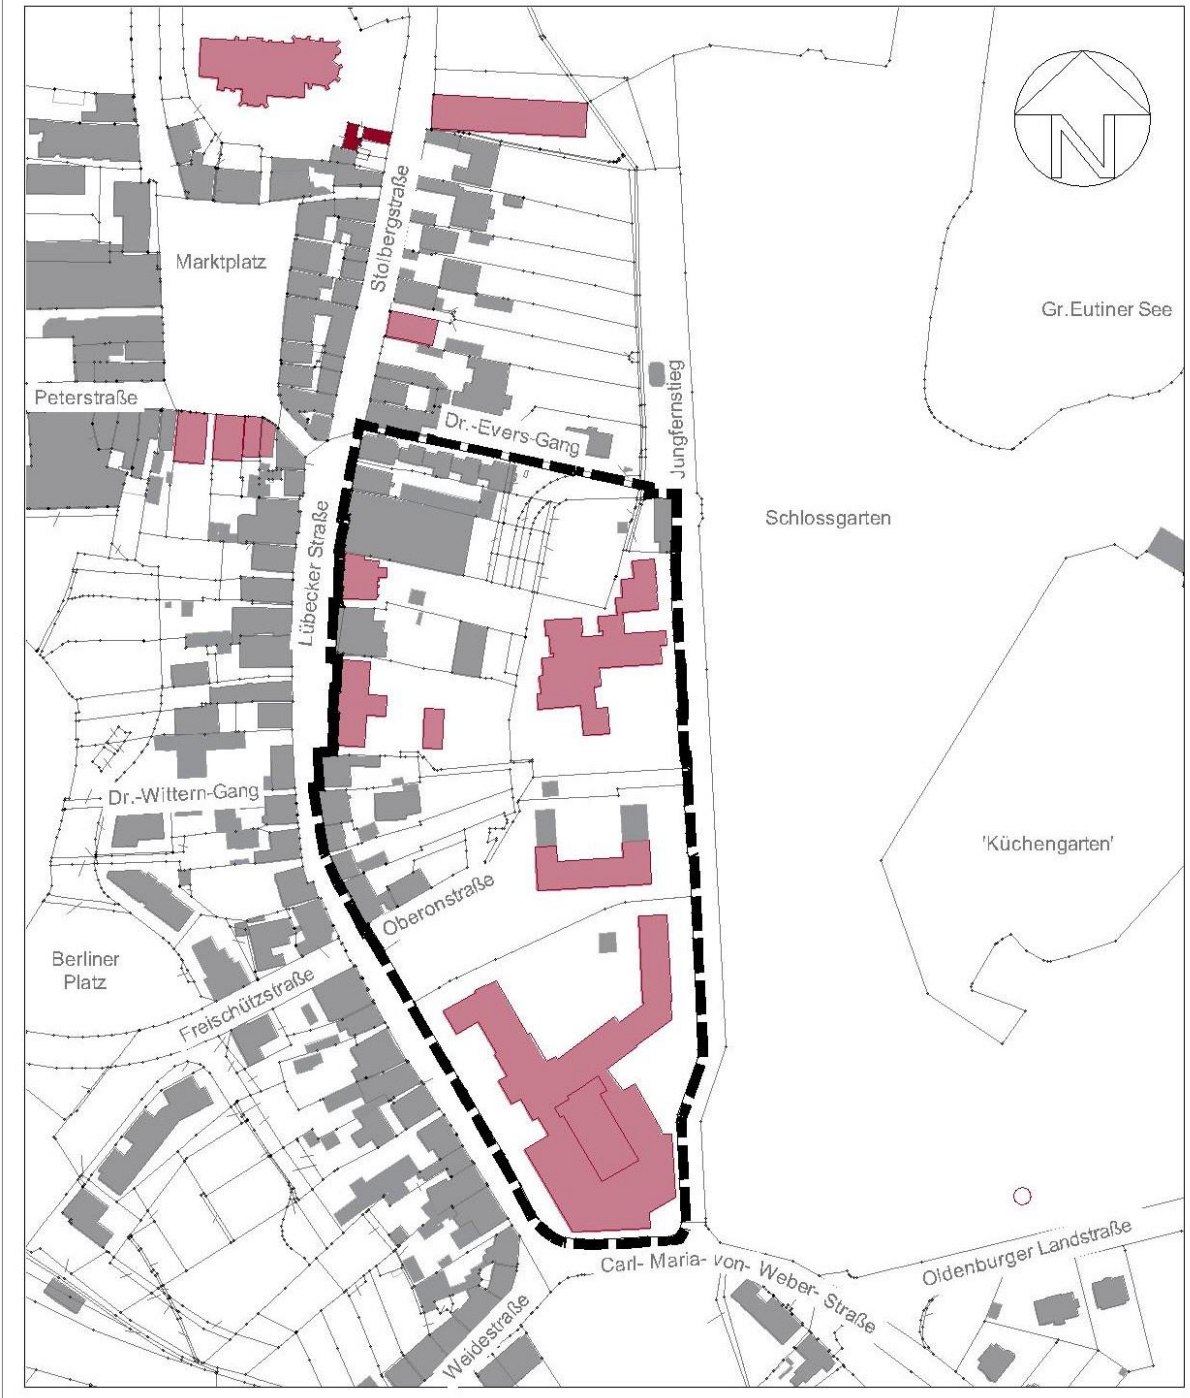 N
Stolbergstraße
Marktplatz
Gr.Eutiner See
Peterstraße
Jungfernstieg
Dr.-Evers-Gang
Schlossgarten
Lübecker Straße
Dr.-Wittern-Gang
'Küchengarten'
Oberonstraße
Berliner
Platz
Freischützstraße
Oldenburger Landstraße
Carl- Maria- von- Weber- Straße
Weidestraße